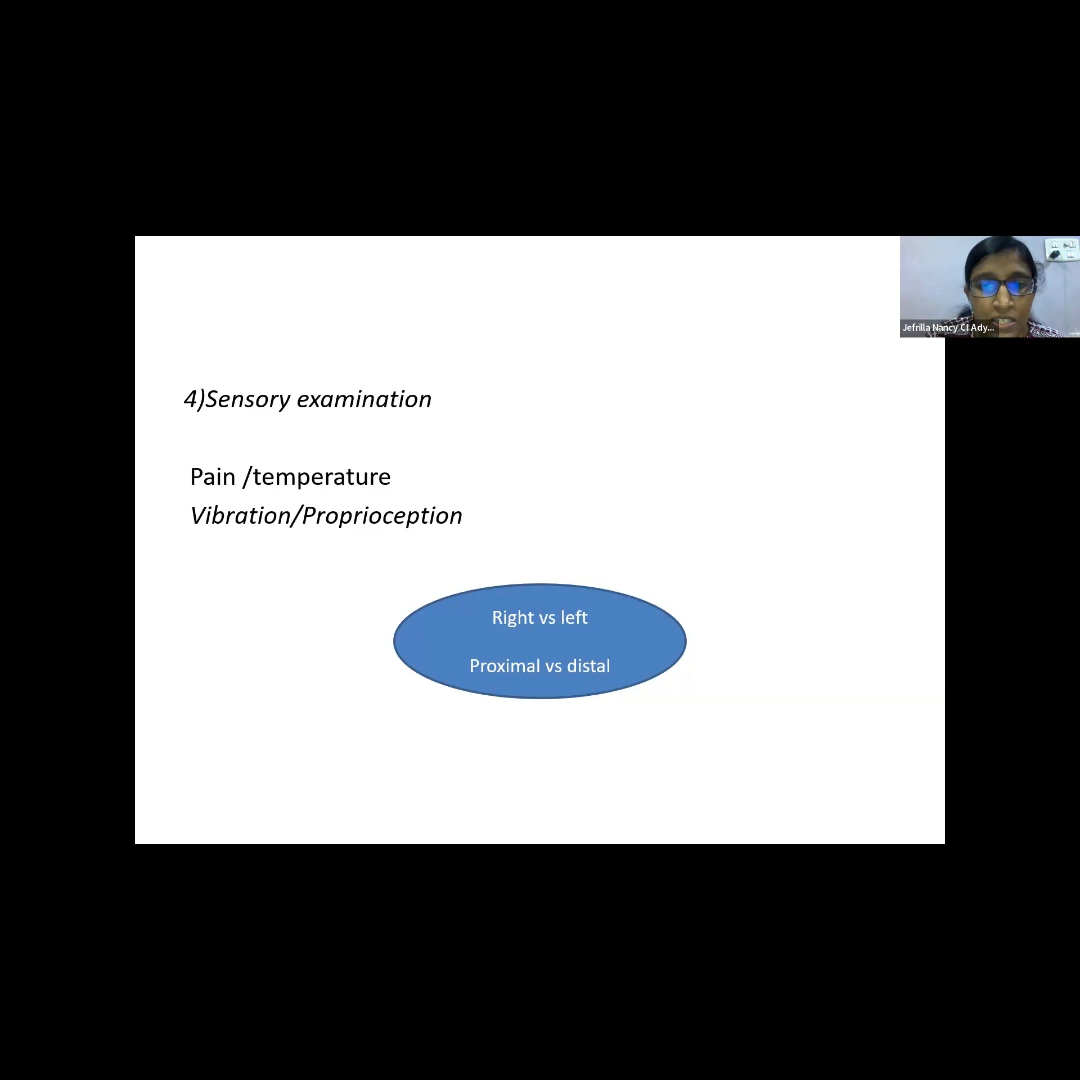 Jefrilla Nancy CI Ady...
4)Sensory examination
Pain /temperature
Vibration/Proprioception
Right vs left
Proximal vs distal